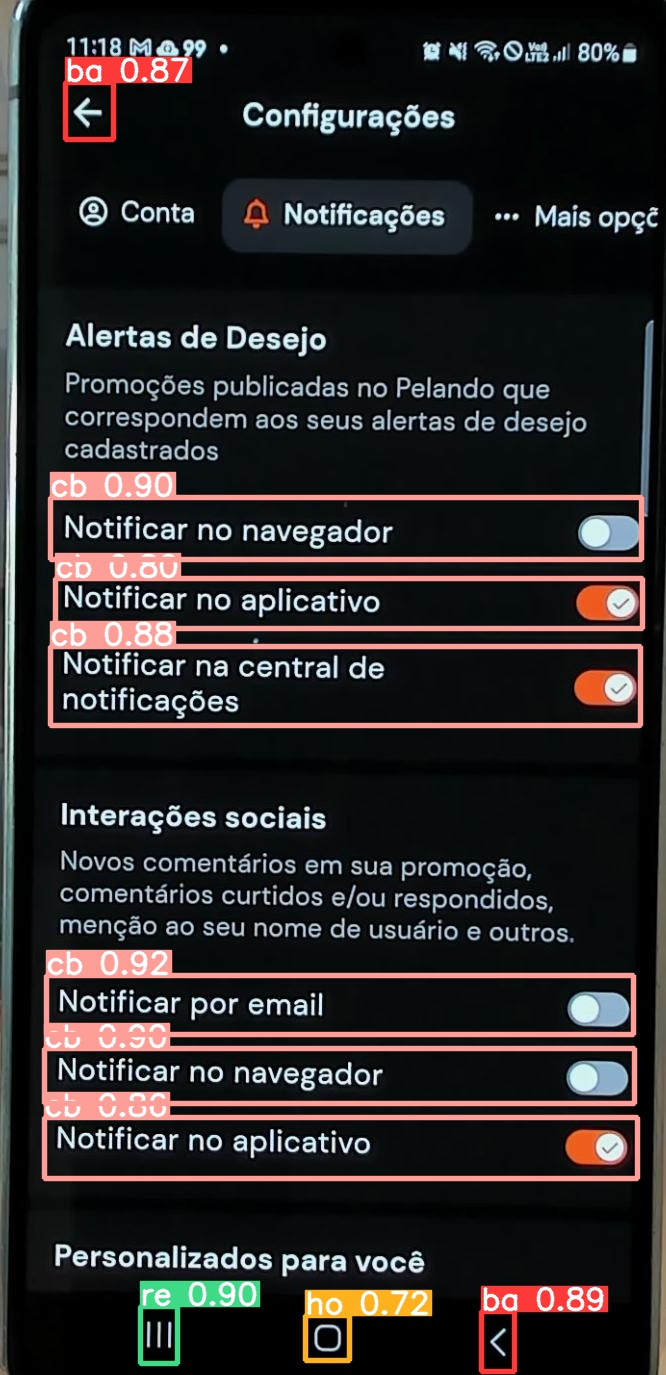 11:18 99 80%
ba 0.87
Configurações
Conta Notificações Mais opçõ
Alertas de Desejo
Promoções publicadas no Pelando que
correspondem aos seus alertas de desejo
cadastrados
cb 0.90
Notificar no navegador
cb 0.80
Notificar no aplicativo
cb 0.88
Notificar na central de
notificações
Interações sociais
Novos comentários em sua promoção,
comentários curtidos e/ou respondidos,
menção ao seu nome de usuário e outros.
cb 0.92
Notificar por email
cb 0.90
Notificar no navegador
cb 0.86
Notificar no aplicativo
Personalizados para você
re 0.90
ho 0.72
ba 0.89